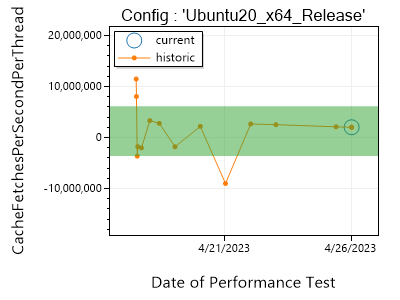 Config : 'Ubuntu20_x64_Release'
CacheFetchesPerSecondPerThread
20,000,000
10,000,000
0
-10,000,000
current
historic
4/21/2023
4/26/2023
Date of Performance Test